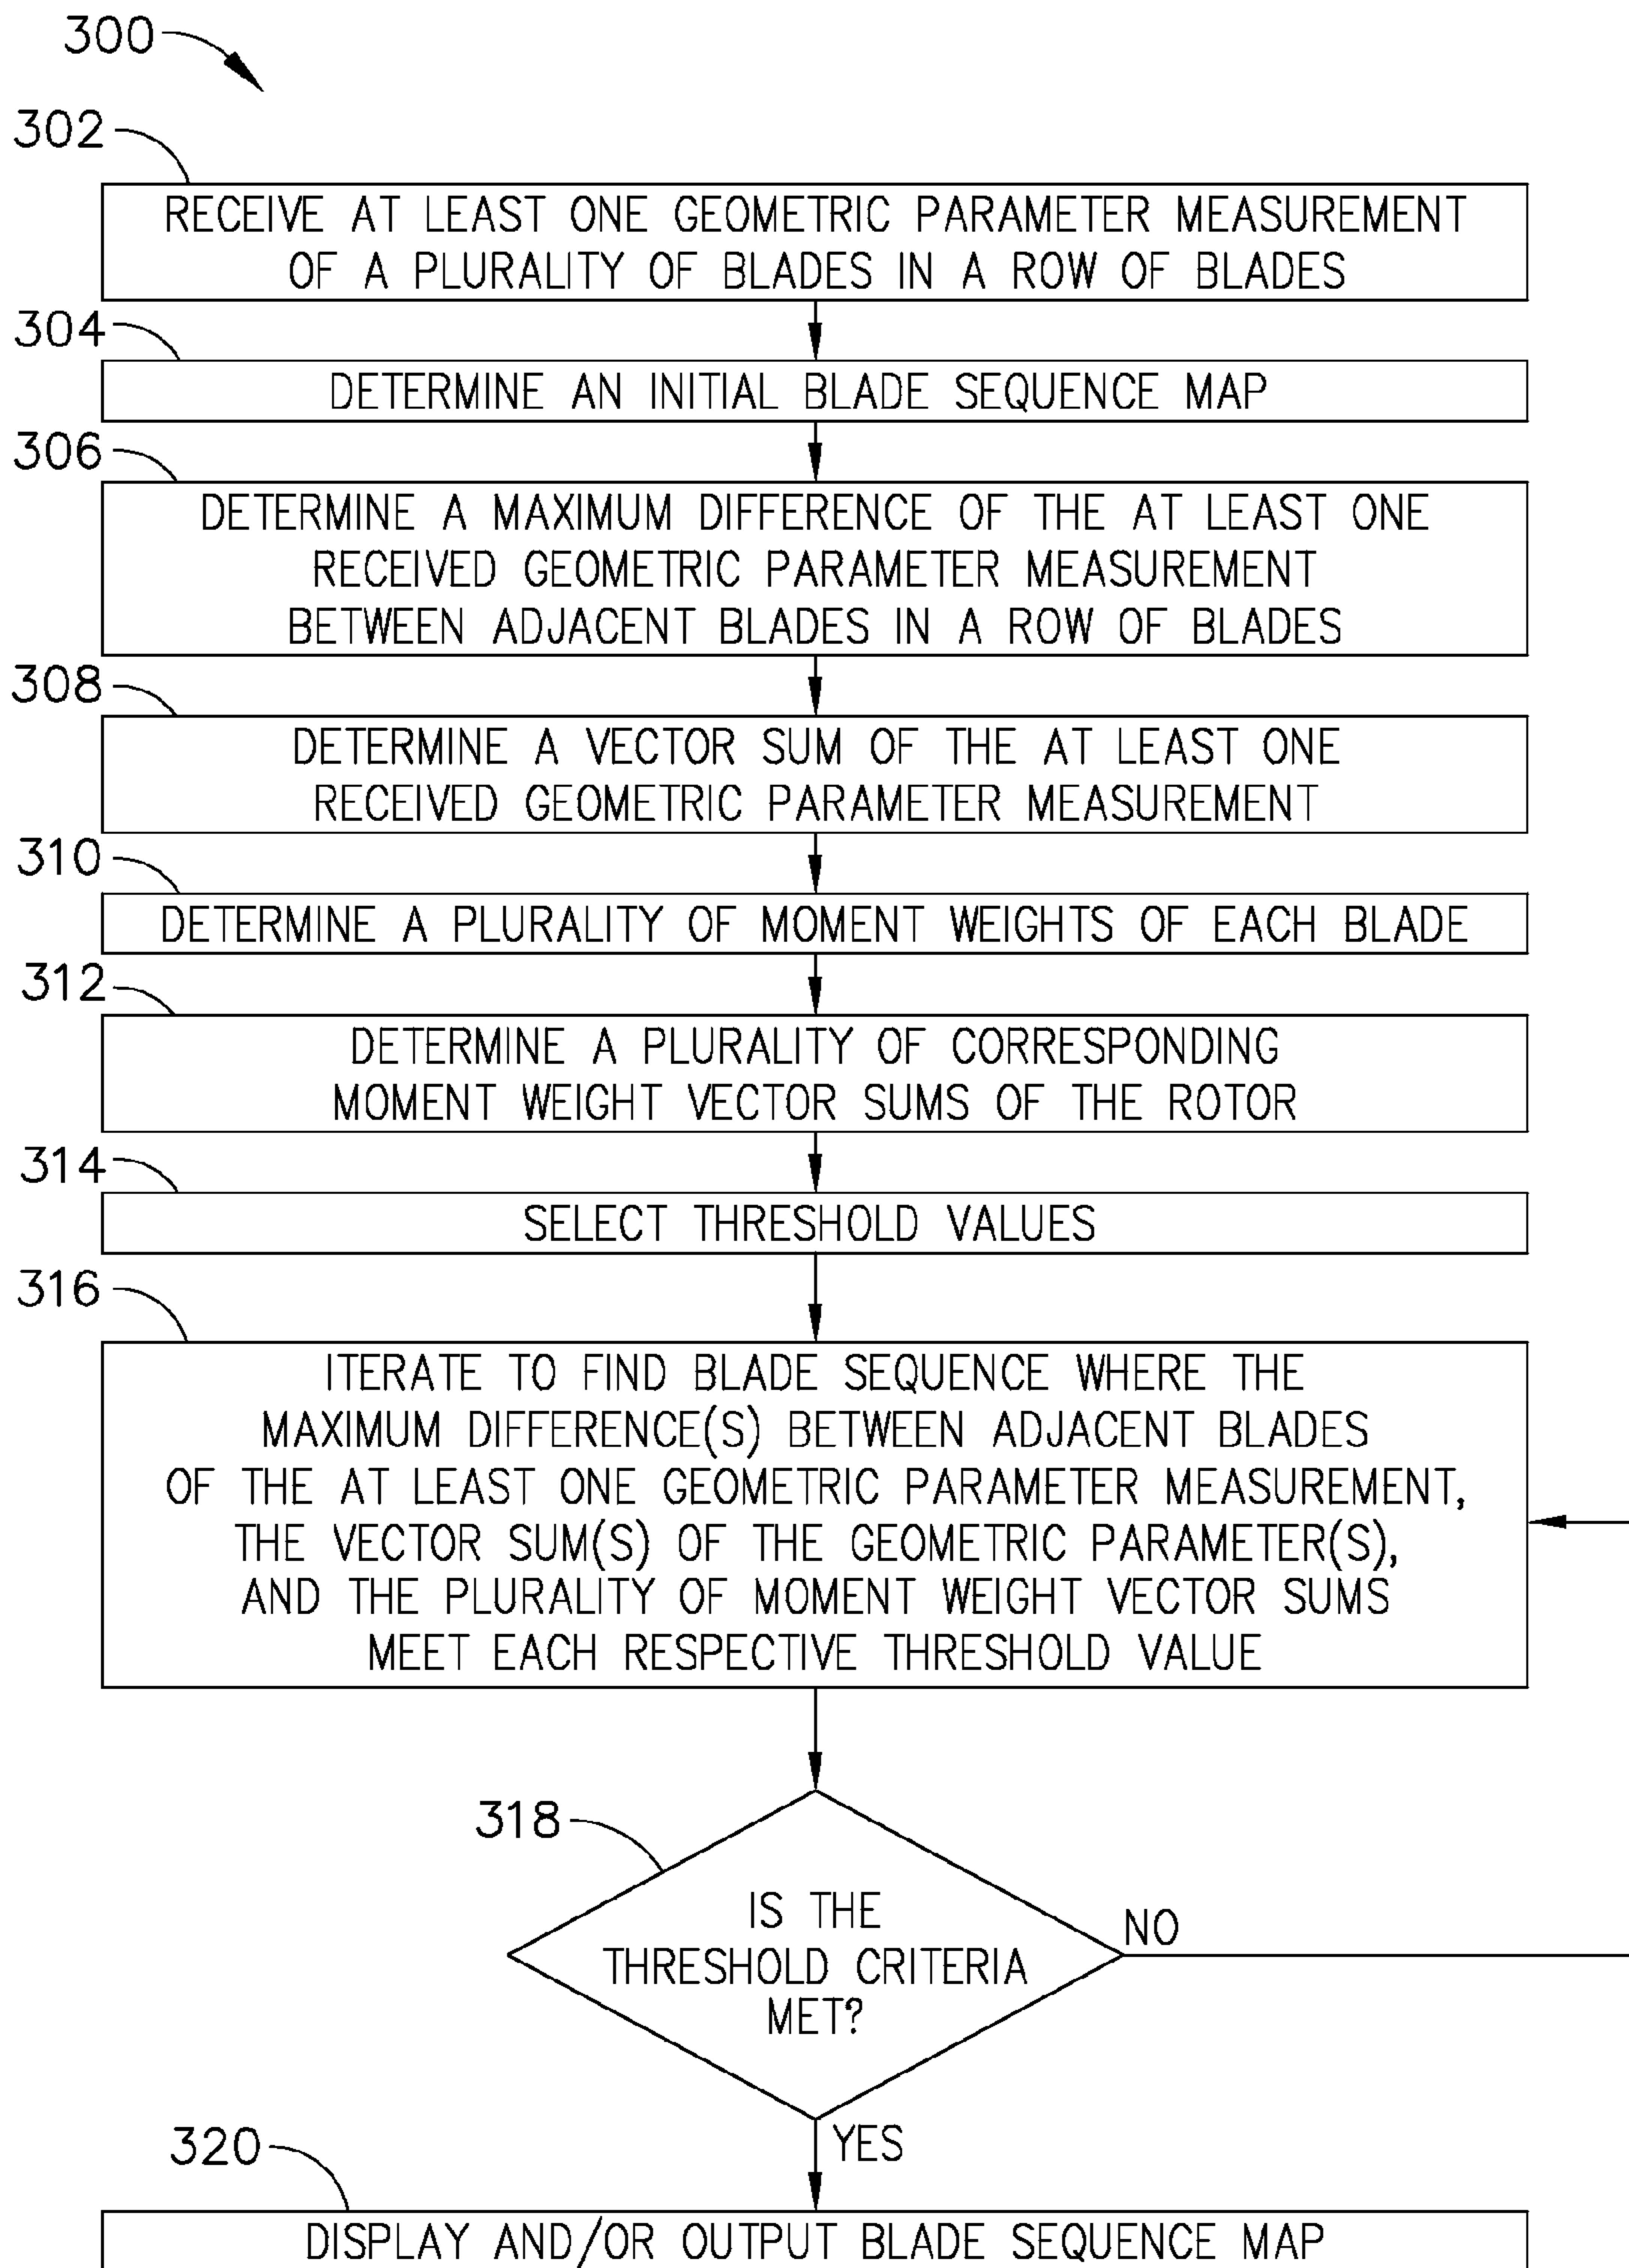 300
302
RECEIVE AT LEAST ONE GEOMETRIC PARAMETER MEASUREMENT
OF A PLURALITY OF BLADES IN A ROW OF BLADES
304
DETERMINE AN INITIAL BLADE SEQUENCE MAP
306
DETERMINE A MAXIMUM DIFFERENCE OF THE AT LEAST ONE
RECEIVED GEOMETRIC PARAMETER MEASUREMENT
BETWEEN ADJACENT BLADES IN A ROW OF BLADES
308
DETERMINE A VECTOR SUM OF THE AT LEAST ONE
RECEIVED GEOMETRIC PARAMETER MEASUREMENT
310
DETERMINE A PLURALITY OF MOMENT WEIGHTS OF EACH BLADE
312
DETERMINE A PLURALITY OF CORRESPONDING
MOMENT WEIGHT VECTOR SUMS OF THE ROTOR
314
SELECT THRESHOLD VALUES
316
ITERATE TO FIND BLADE SEQUENCE WHERE THE
MAXIMUM DIFFERENCE(S) BETWEEN ADJACENT BLADES
OF THE AT LEAST ONE GEOMETRIC PARAMETER MEASUREMENT,
THE VECTOR SUM(S) OF THE GEOMETRIC PARAMETER(S),
AND THE PLURALITY OF MOMENT WEIGHT VECTOR SUMS
MEET EACH RESPECTIVE THRESHOLD VALUE
318
IS THE
THRESHOLD CRITERIA
MET?
NO
YES
320
DISPLAY AND/OR OUTPUT BLADE SEQUENCE MAP